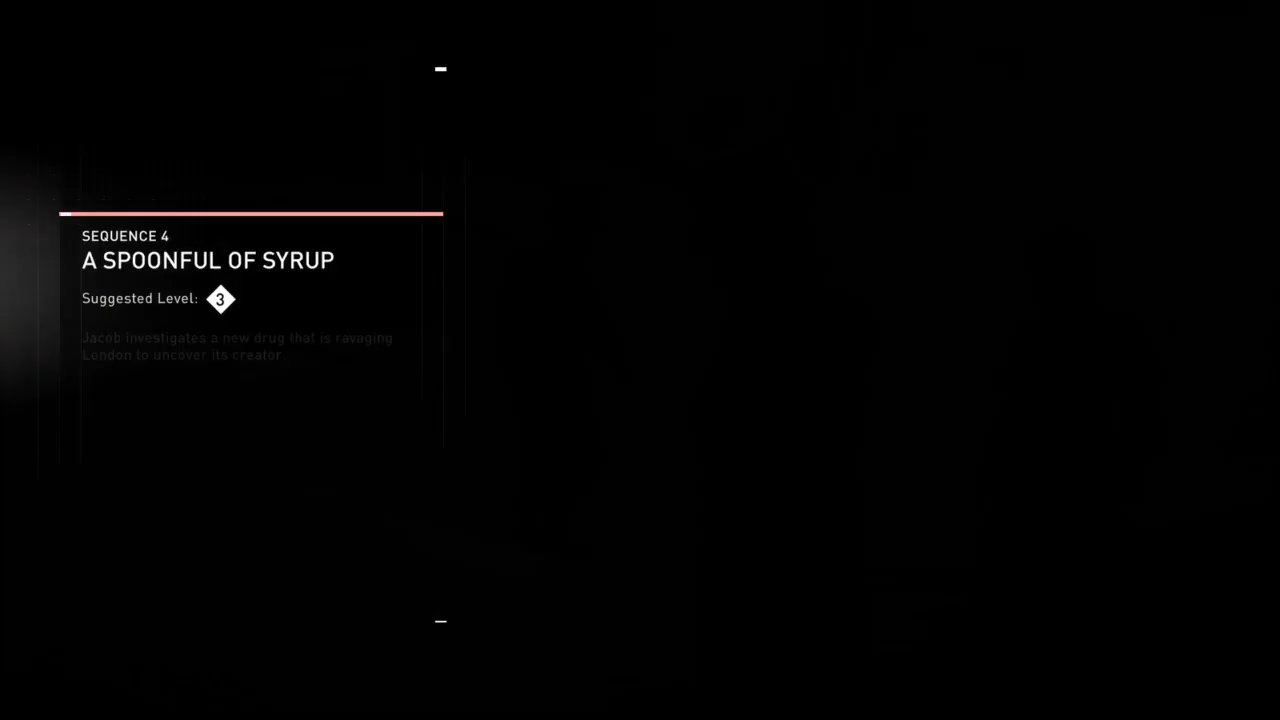 SEQUENCE 4
A SPOONFUL OF SYRUP
Suggested Level: 3
Jacob investigates a new drug that is ravaging
London to uncover its creator.